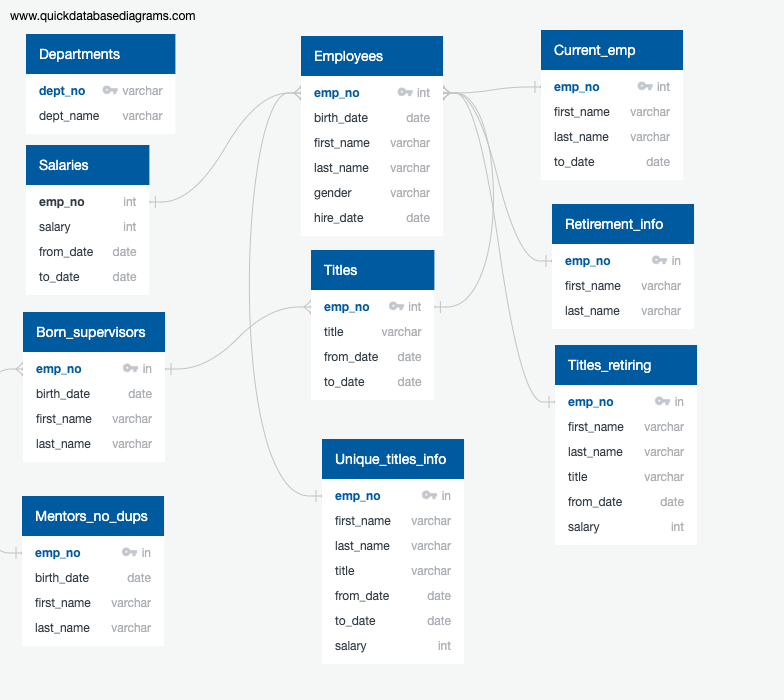 www.quickdatabasediagrams.com
Departments
dept_no varchar
dept_name varchar
Salaries
emp_no int
salary int
from_date date
to_date date
Born_supervisors
emp_no in
birth_date date
first_name varchar
last_name varchar
Mentors_no_dups
emp_no in
birth_date date
first_name varchar
last_name varchar
Employees
emp_no int
birth_date date
first_name varchar
last_name varchar
gender varchar
hire_date date
Titles
emp_no int
title varchar
from_date date
to_date date
Unique_titles_info
emp_no in
first_name varchar
last_name varchar
title varchar
from_date date
to_date date
salary int
Current_emp
emp_no int
first_name varchar
last_name varchar
to_date date
Retirement_info
emp_no in
first_name varchar
last_name varchar
Titles_retiring
emp_no in
first_name varchar
last_name varchar
title varchar
from_date date
salary int